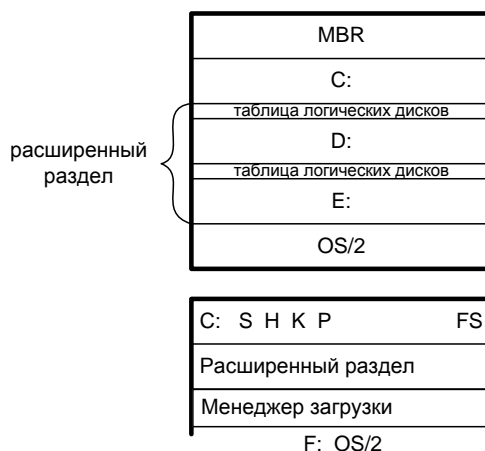 MBR
C:
таблица логических дисков
D:
таблица логических дисков
E:
OS/2
расширенный
раздел
C: S H K P FS
Расширенный раздел
Менеджер загрузки
F: OS/2